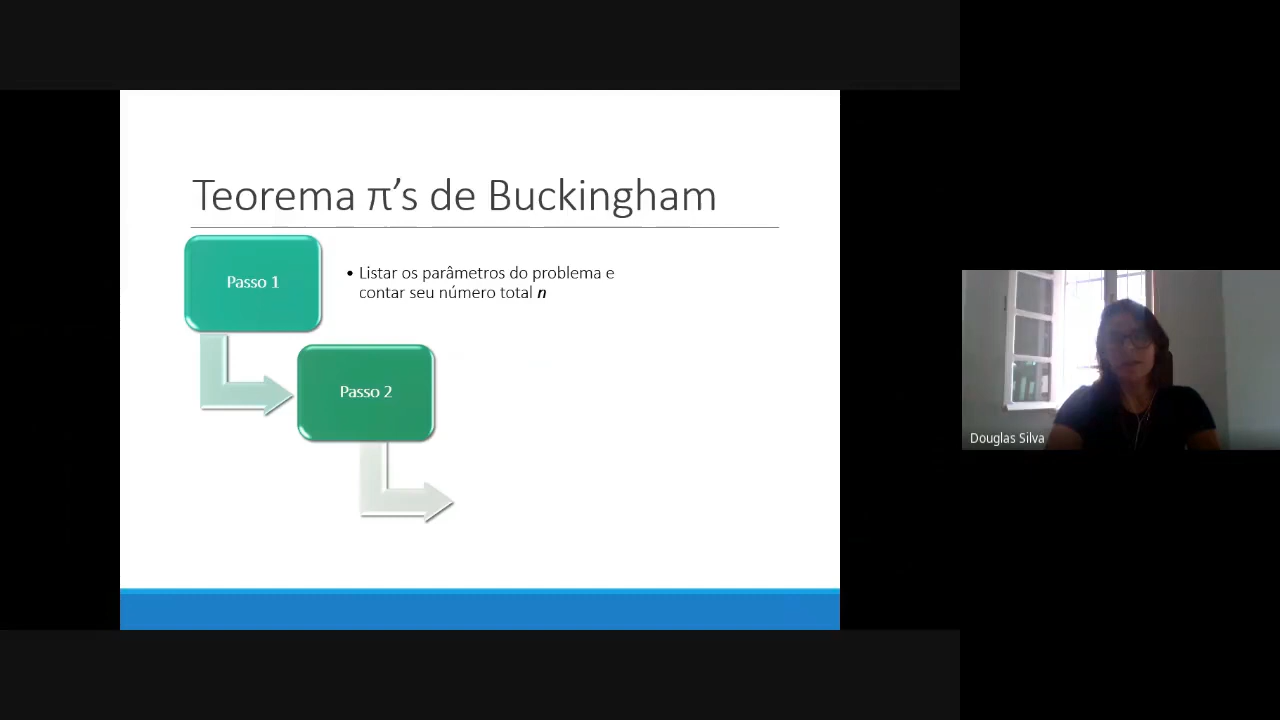 Teorema π’s de Buckingham
Passo 1
• Listar os parâmetros do problema e
contar seu número total n
Passo 2
Douglas Silva